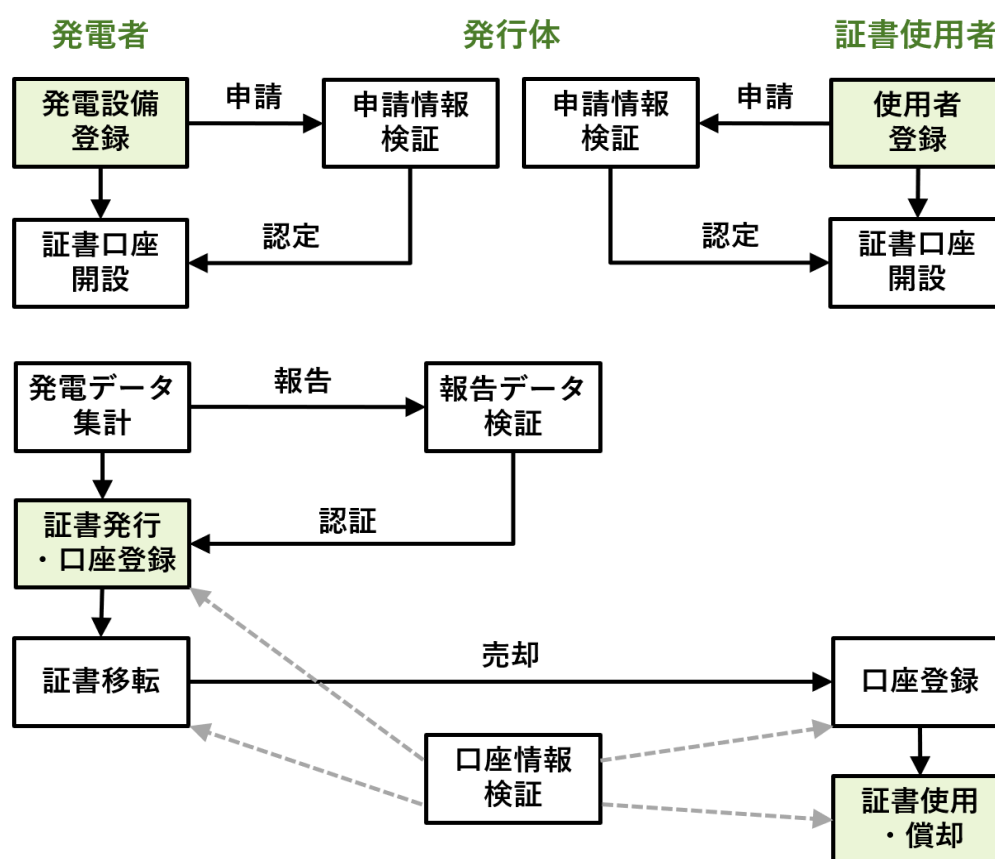 発電者
発行体
証書使用者
発電設備
登録
申請
申請情報
検証
申請情報
検証
申請
使用者
登録
証書口座
開設
認定
認定
証書口座
開設
発電データ
集計
報告
報告データ
検証
証書発行
・口座登録
認証
証書移転
売却
口座登録
口座情報
検証
証書使用
・償却